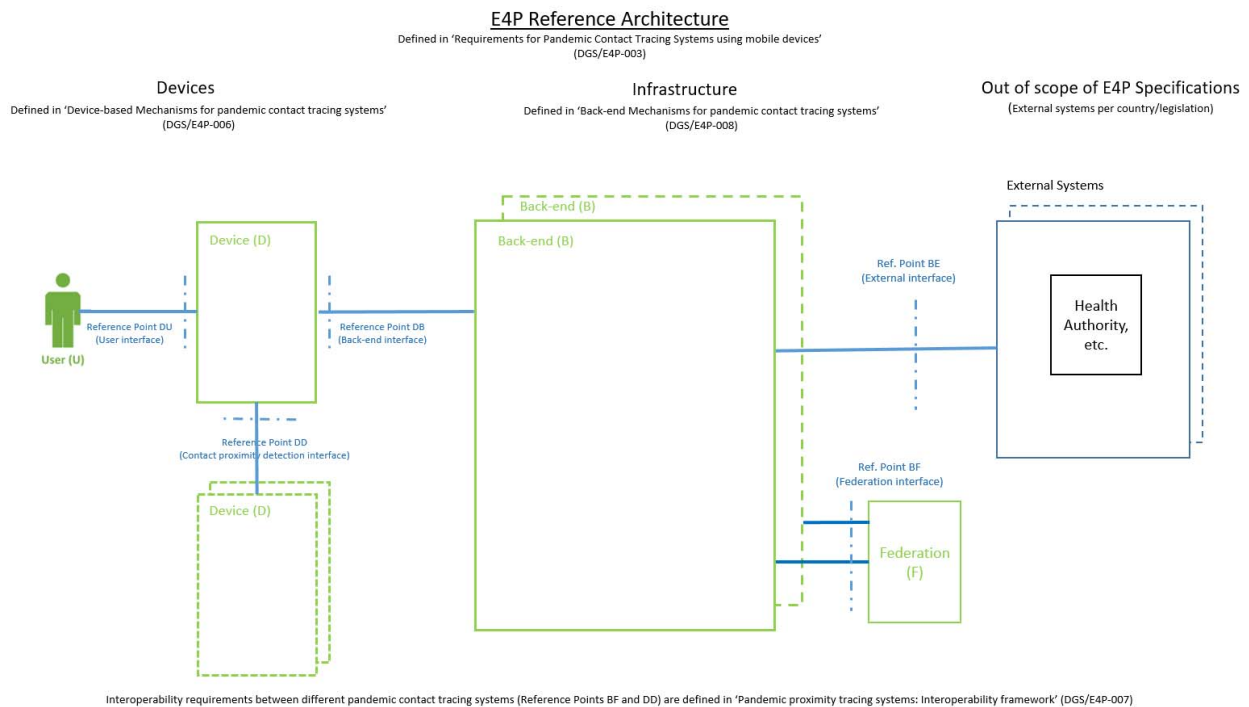 E4P Reference Architecture
Defined in ‘Requirements for Pandemic Contact Tracing Systems using mobile devices’
(DGS/E4P-003)
Devices
Defined in ‘Device-based Mechanisms for pandemic contact tracing systems’
(DGS/E4P-006)
Infrastructure
Defined in ‘Back-end Mechanisms for pandemic contact tracing systems’
(DGS/E4P-008)
Out of scope of E4P Specifications
(External systems per country/legislation)
External Systems
Back-end (B)
Device (D)
Back-end (B)
Ref. Point BE
(External interface)
Health
Authority,
etc.
Reference Point DU
(User interface)
Reference Point DB
(Back-end interface)
User (U)
Reference Point DD
(Contact proximity detection interface)
Ref. Point BF
(Federation interface)
Device (D)
Federation
(F)
Interoperability requirements between different pandemic contact tracing systems (Reference Points BF and DD) are defined in ‘Pandemic proximity tracing systems: Interoperability framework’ (DGS/E4P-007)